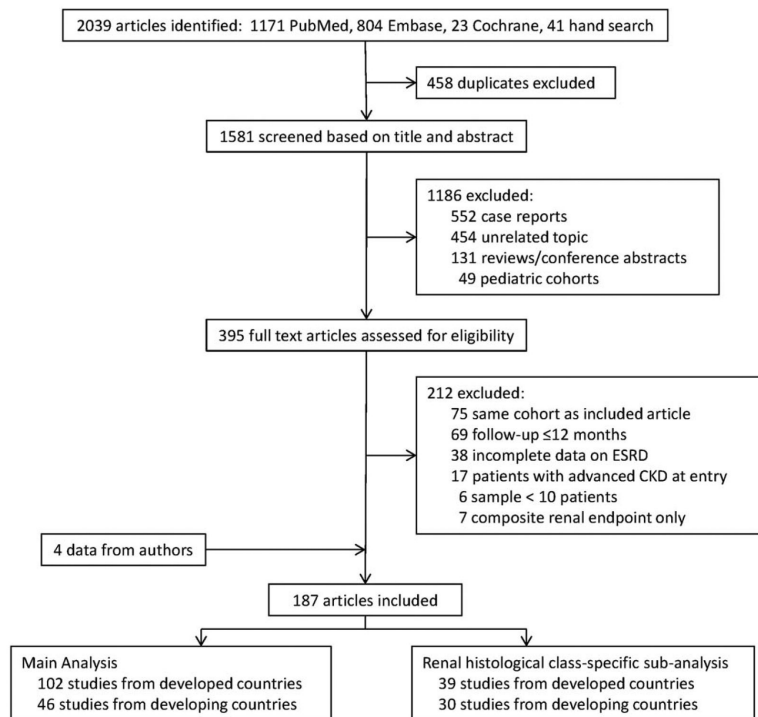 2039 articles identified: 1171 PubMed, 804 Embase, 23 Cochrane, 41 hand search
458 duplicates excluded
1581 screened based on title and abstract
1186 excluded:
552 case reports
454 unrelated topic
131 reviews/conference abstracts
49 pediatric cohorts
395 full text articles assessed for eligibility
212 excluded:
75 same cohort as included article
69 follow-up ≤12 months
38 incomplete data on ESRD
17 patients with advanced CKD at entry
6 sample < 10 patients
7 composite renal endpoint only
4 data from authors
187 articles included
Main Analysis
102 studies from developed countries
46 studies from developing countries
Renal histological class-specific sub-analysis
39 studies from developed countries
30 studies from developing countries